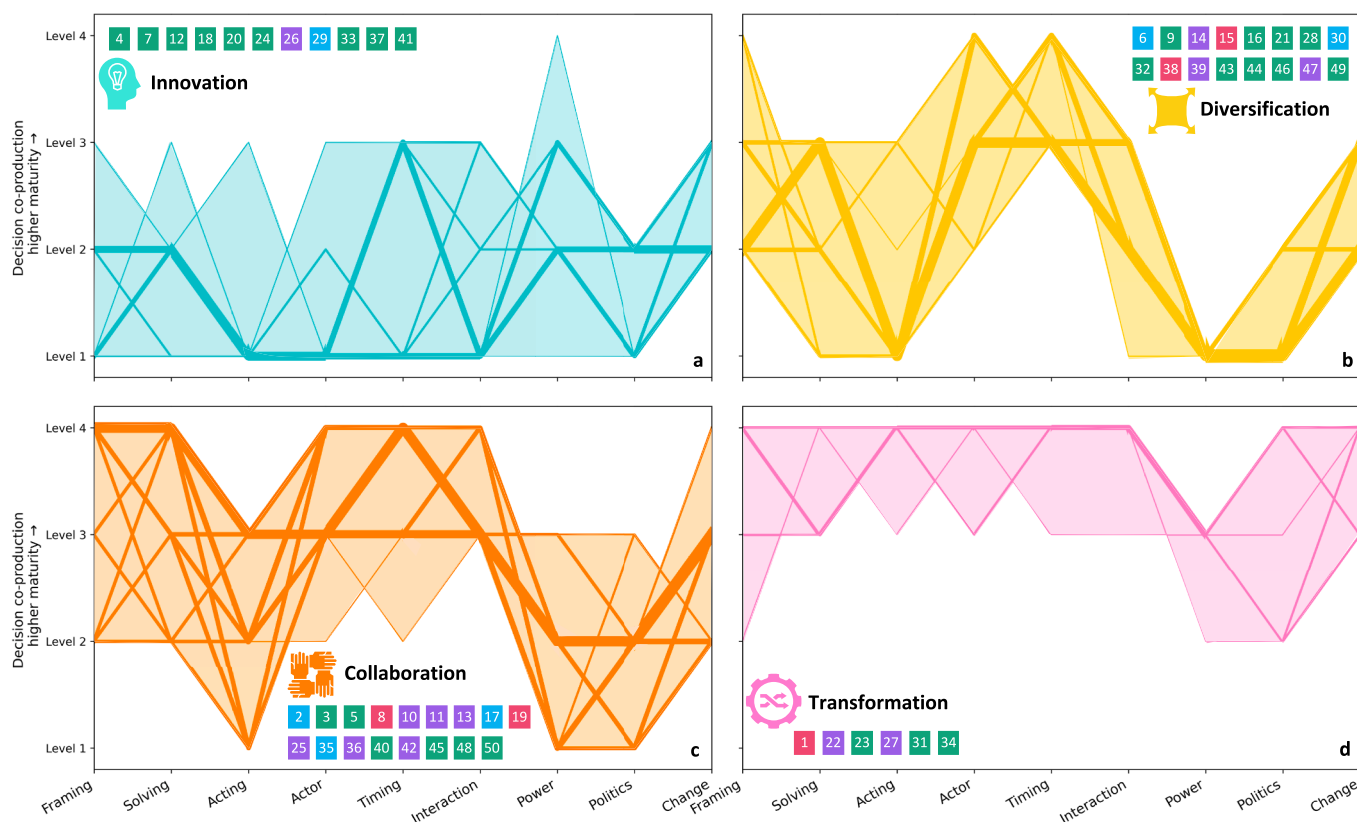 Decision co-production
higher maturity →
Level 4
Level 3
Level 2
Level 1
4 7 12 18 20 24 26 29 33 37 41
Innovation
a
6 9 14 15 16 21 28 30
32 38 39 43 44 46 47 49
Diversification
b
Decision co-production
higher maturity →
Level 4
Level 3
Level 2
Level 1
Collaboration
2 3 5 8 10 11 13 17 19
25 35 36 40 42 45 48 50
c
Framing
Solving
Acting
Actor
Timing
Interaction
Power
Politics
Change
Transformation
1 22 23 27 31 34
d
Framing
Solving
Acting
Actor
Timing
Interaction
Power
Politics
Change